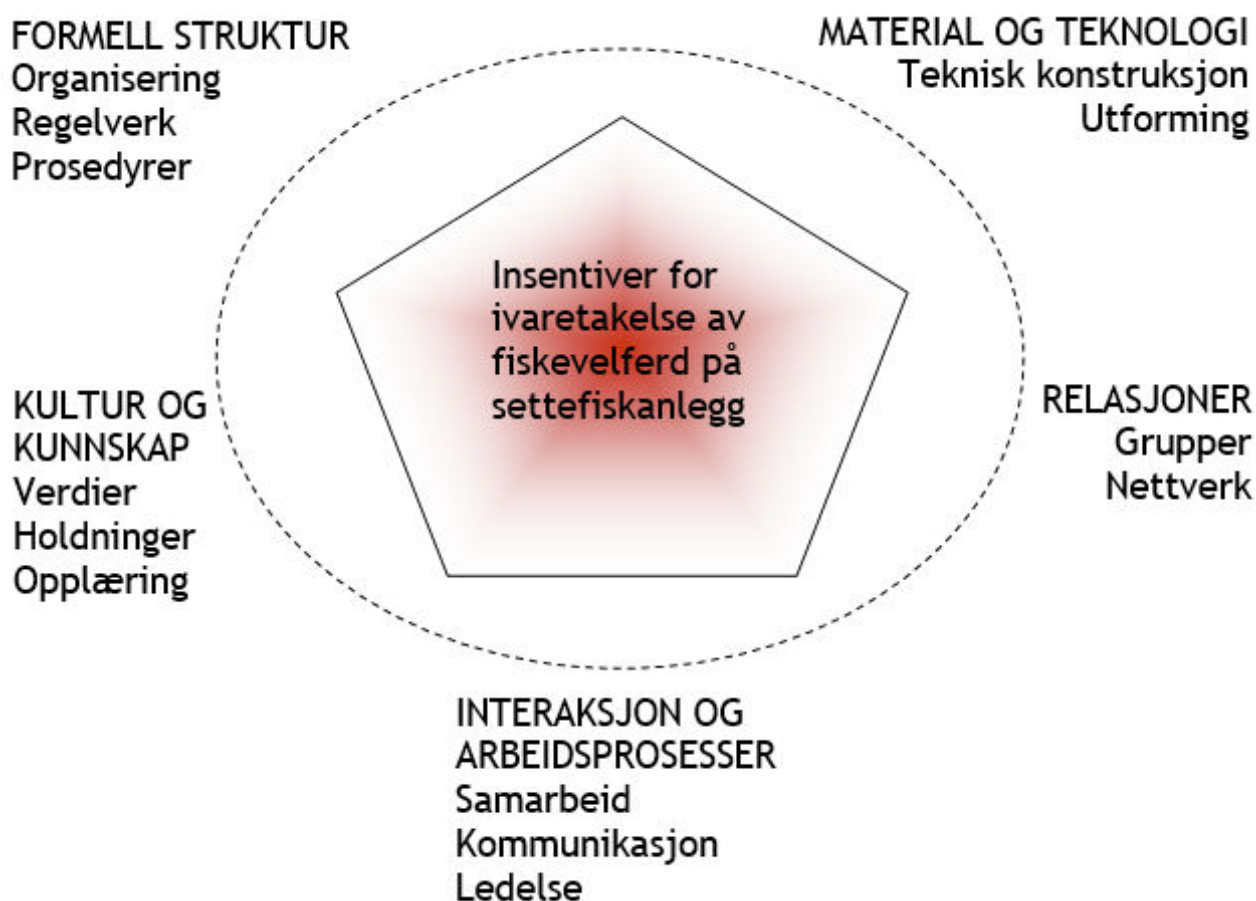 FORMELL STRUKTUR
Organisering
Regelverk
Prosedyrer
MATERIAL OG TEKNOLOGI
Teknisk konstruksjon
Utforming
Insentiver for
ivaretakelse av
fiskevelferd på
settefiskanlegg
KULTUR OG
KUNNSKAP
Verdier
Holdninger
Opplæring
RELASJONER
Grupper
Nettverk
INTERAKSJON OG
ARBEIDSPROSESSER
Samarbeid
Kommunikasjon
Ledelse